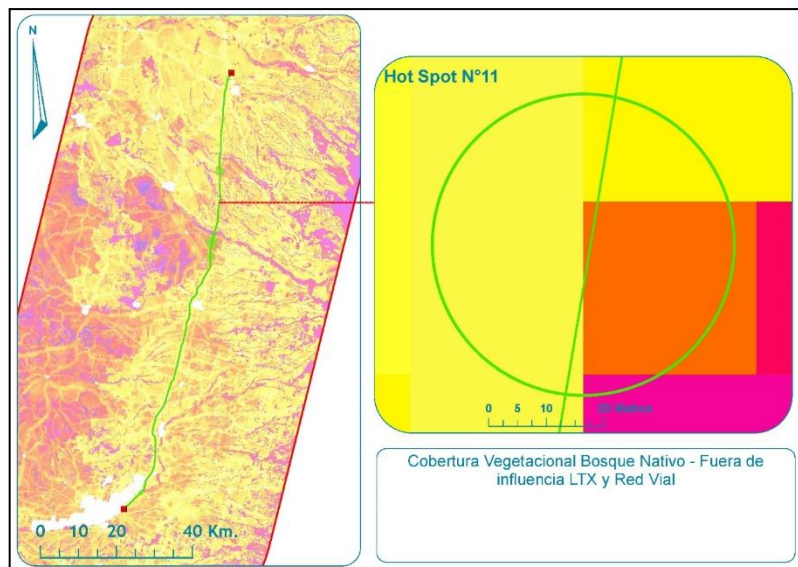 N
0 10 20 40 Km.
Hot Spot N°11
0 5 10 20 Metros
Cobertura Vegetacional Bosque Nativo - Fuera de
influencia LTX y Red Vial